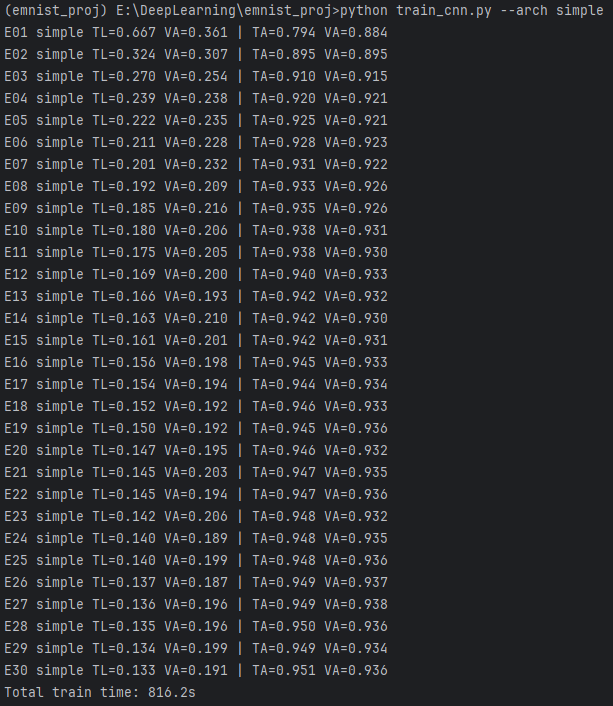 (emnist_proj) E:\DeepLearning\emnist_proj>python train_cnn.py --arch simple
E01 simple TL=0.667 VA=0.361 | TA=0.794 VA=0.884
E02 simple TL=0.324 VA=0.307 | TA=0.895 VA=0.895
E03 simple TL=0.270 VA=0.254 | TA=0.910 VA=0.915
E04 simple TL=0.239 VA=0.238 | TA=0.920 VA=0.921
E05 simple TL=0.222 VA=0.235 | TA=0.925 VA=0.921
E06 simple TL=0.211 VA=0.228 | TA=0.928 VA=0.923
E07 simple TL=0.201 VA=0.232 | TA=0.931 VA=0.922
E08 simple TL=0.192 VA=0.209 | TA=0.933 VA=0.926
E09 simple TL=0.185 VA=0.216 | TA=0.935 VA=0.926
E10 simple TL=0.180 VA=0.206 | TA=0.938 VA=0.931
E11 simple TL=0.175 VA=0.205 | TA=0.938 VA=0.930
E12 simple TL=0.169 VA=0.200 | TA=0.940 VA=0.933
E13 simple TL=0.166 VA=0.193 | TA=0.942 VA=0.932
E14 simple TL=0.163 VA=0.210 | TA=0.942 VA=0.930
E15 simple TL=0.161 VA=0.201 | TA=0.942 VA=0.931
E16 simple TL=0.156 VA=0.198 | TA=0.945 VA=0.933
E17 simple TL=0.154 VA=0.194 | TA=0.944 VA=0.934
E18 simple TL=0.152 VA=0.192 | TA=0.946 VA=0.933
E19 simple TL=0.150 VA=0.192 | TA=0.945 VA=0.936
E20 simple TL=0.147 VA=0.195 | TA=0.946 VA=0.932
E21 simple TL=0.145 VA=0.203 | TA=0.947 VA=0.935
E22 simple TL=0.145 VA=0.194 | TA=0.947 VA=0.936
E23 simple TL=0.142 VA=0.206 | TA=0.948 VA=0.932
E24 simple TL=0.140 VA=0.189 | TA=0.948 VA=0.935
E25 simple TL=0.140 VA=0.199 | TA=0.948 VA=0.936
E26 simple TL=0.137 VA=0.187 | TA=0.949 VA=0.937
E27 simple TL=0.136 VA=0.196 | TA=0.949 VA=0.938
E28 simple TL=0.135 VA=0.196 | TA=0.950 VA=0.936
E29 simple TL=0.134 VA=0.199 | TA=0.949 VA=0.934
E30 simple TL=0.133 VA=0.191 | TA=0.951 VA=0.936
Total train time: 816.2s